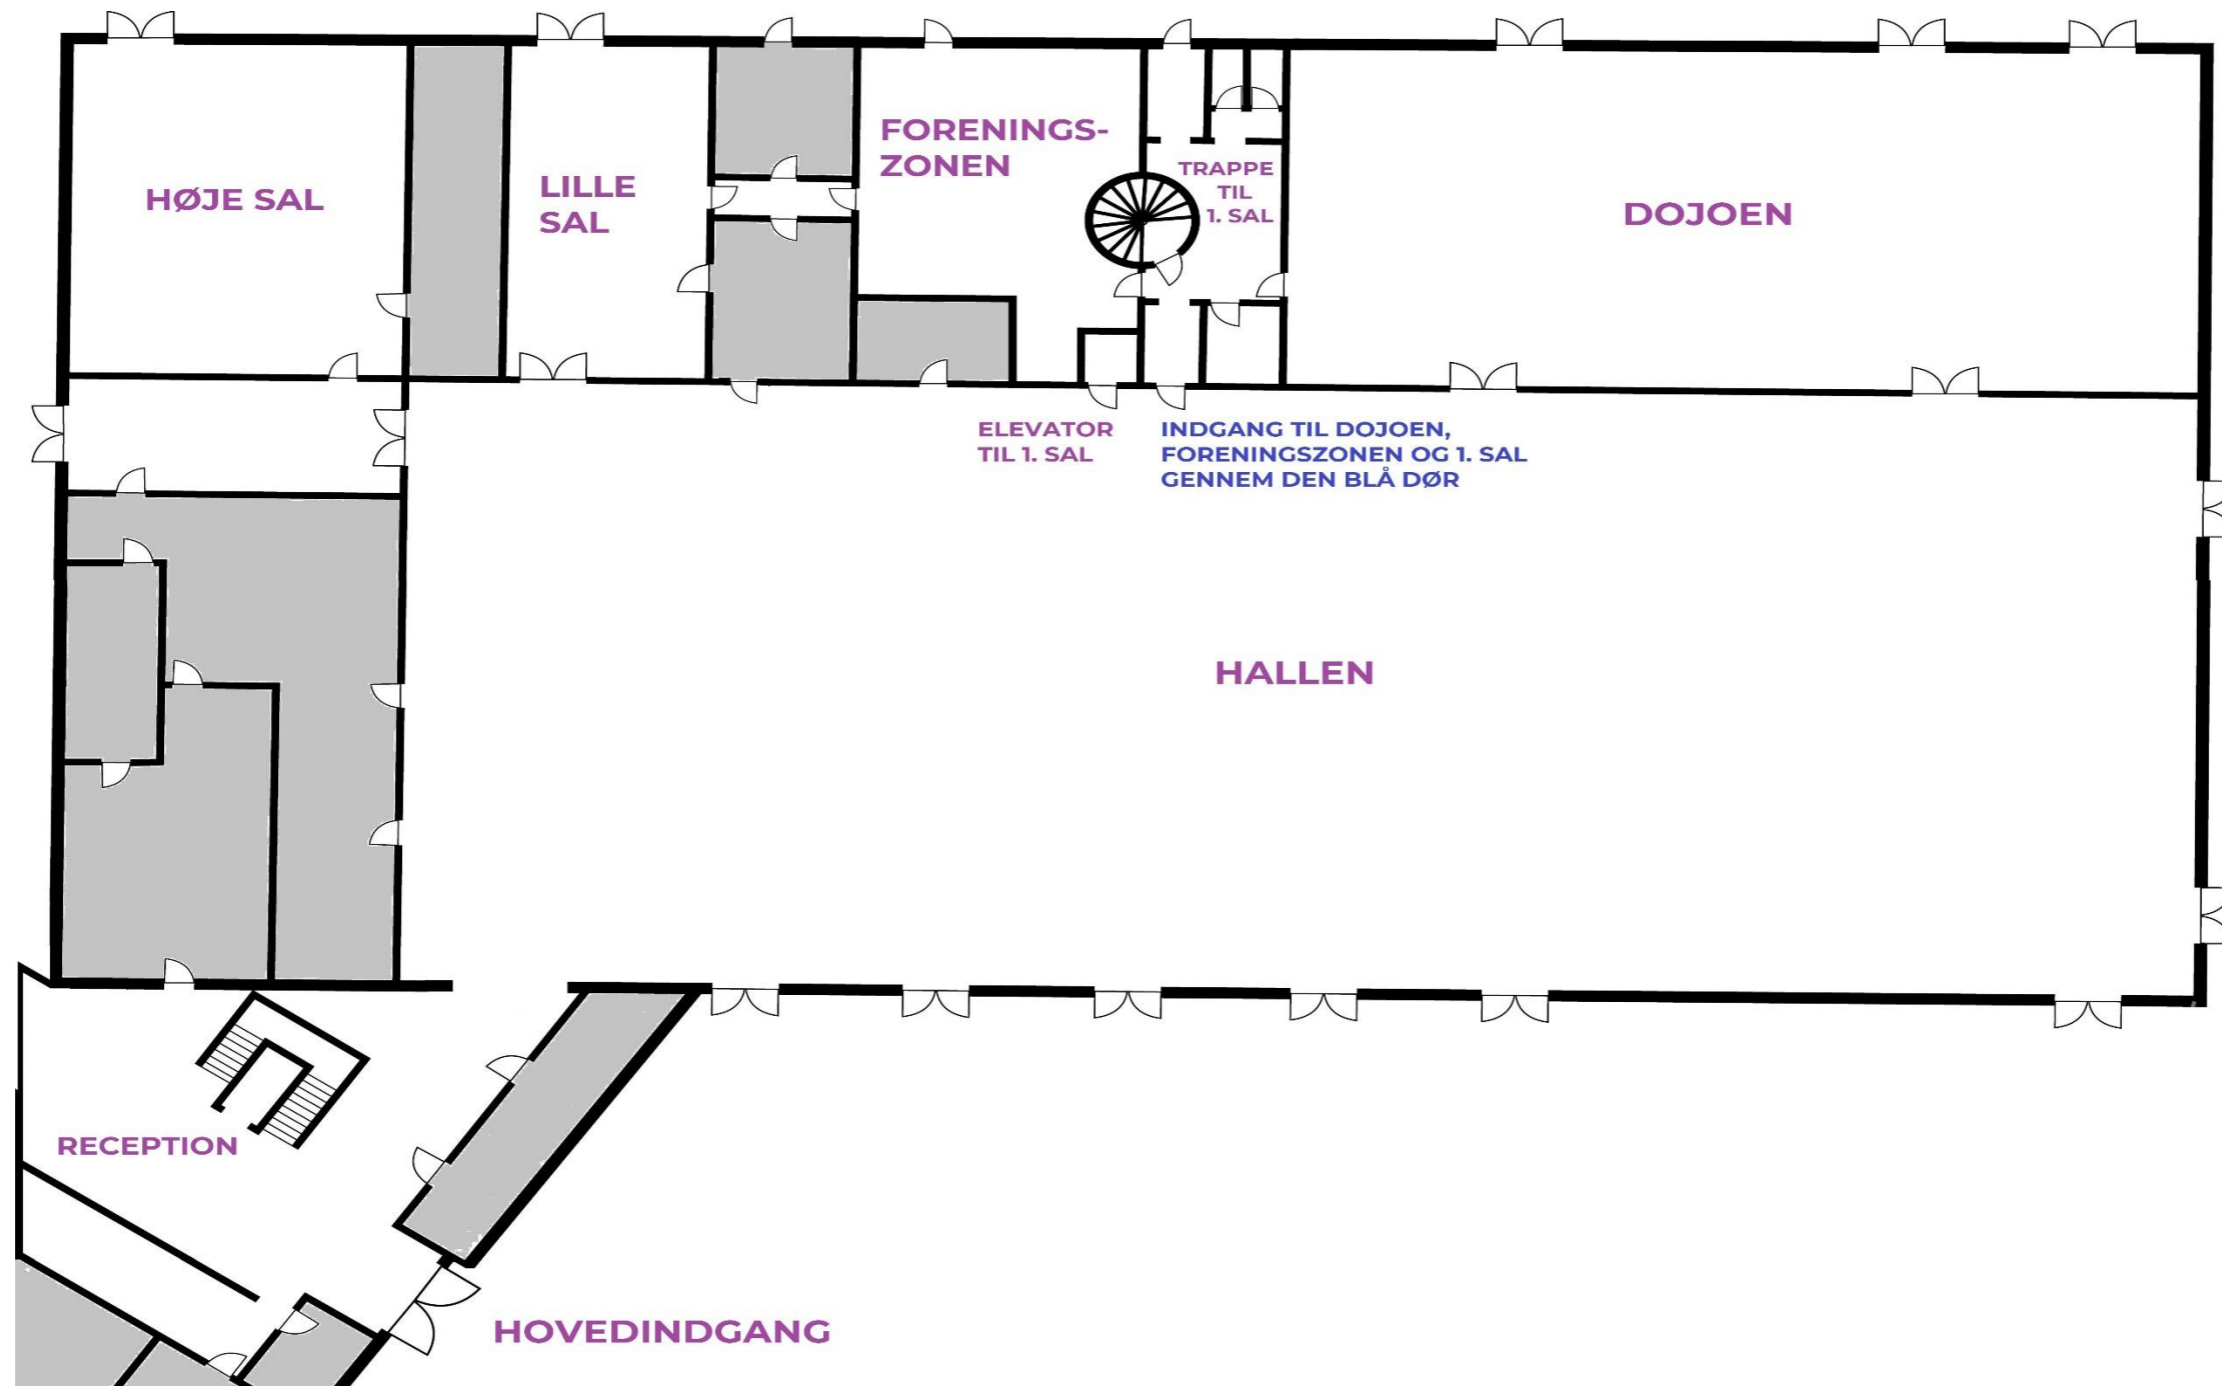 HØJE SAL
LILLE
SAL
FORENINGS-
ZONEN
TRAPPE
TIL
1. SAL
DOJOEN
ELEVATOR
TIL 1. SAL
INDGANG TIL DOJOEN,
FORENINGSZONEN OG 1. SAL
GENNEM DEN BLÅ DØR
HALLEN
RECEPTION
HOVEDINDGANG